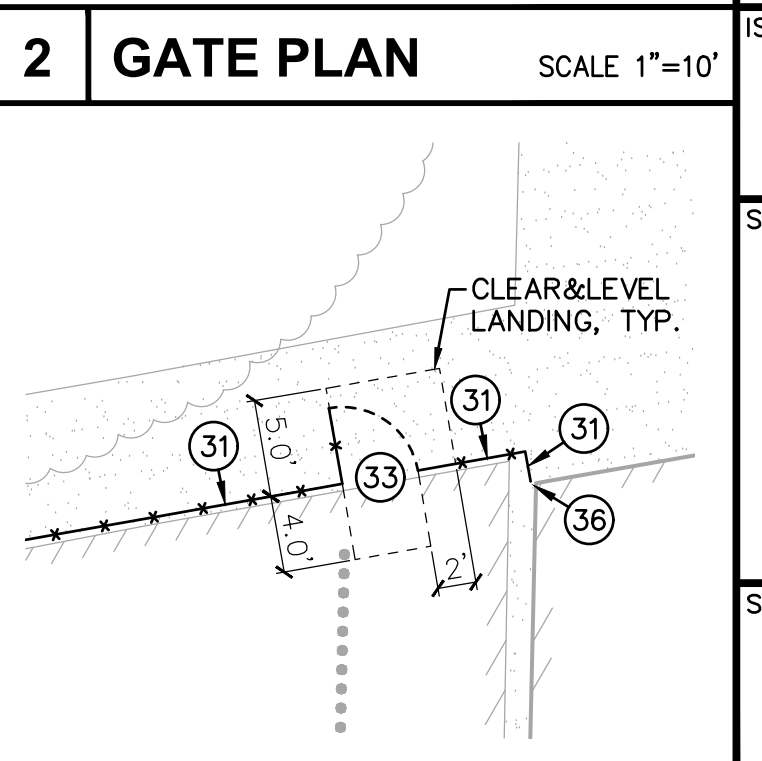 2
GATE PLAN
SCALE 1"=10'
IS
S
CLEAR&LEVEL
LANDING, TYP.
31
31
31
5.0'
33
36
4.0'
2'
S